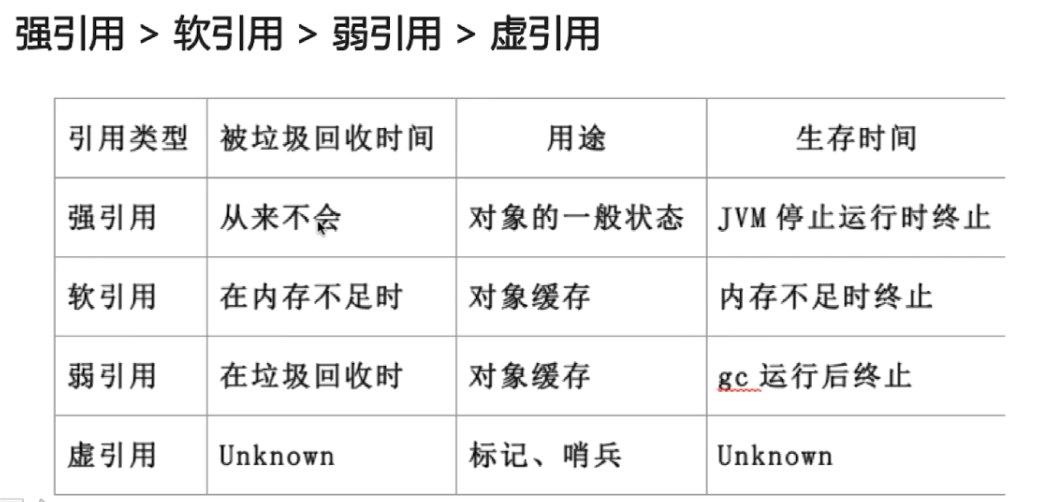 强引用 > 软引用 > 弱引用 > 虚引用
引用类型 被垃圾回收时间 用途 生存时间
强引用 从来不会 对象的一般状态 JVM 停止运行时终止
软引用 在内存不足时 对象缓存 内存不足时终止
弱引用 在垃圾回收时 对象缓存 gc 运行后终止
虚引用 Unknown 标记、哨兵 Unknown